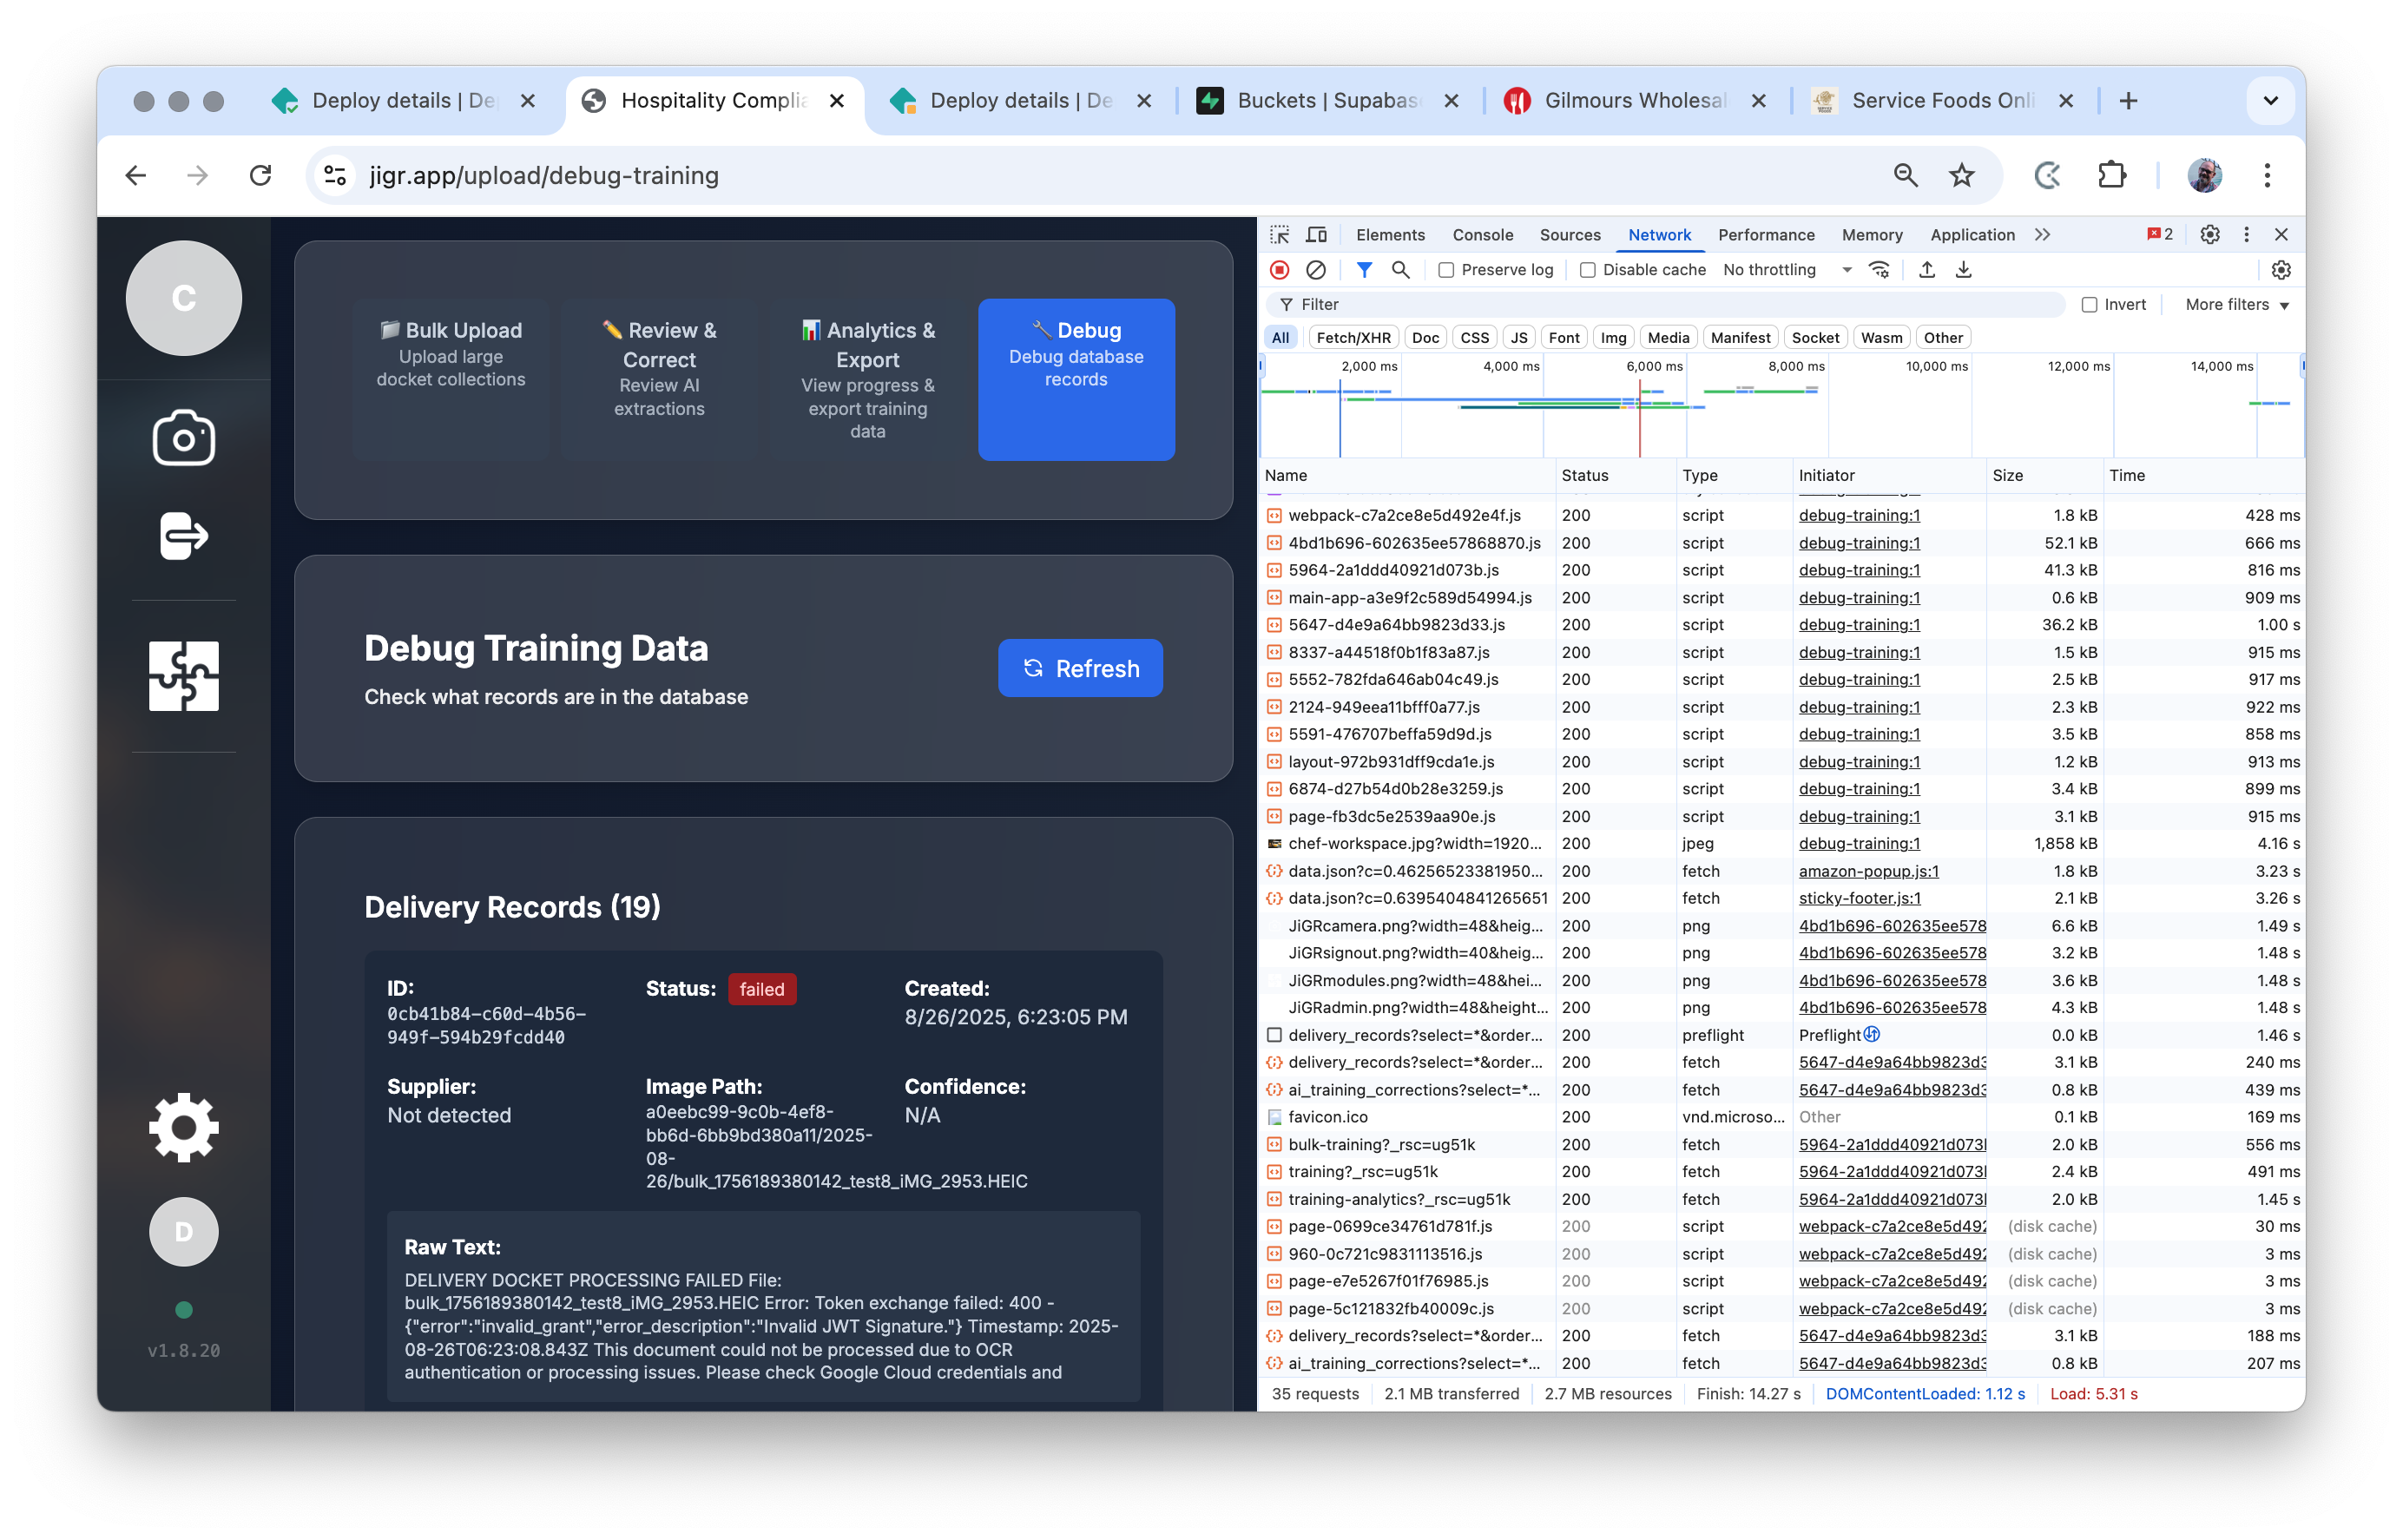 Deploy details | De
Hospitality Complia
Deploy details | De
Buckets | Supabas
Gilmours Wholesal
Service Foods Onli
jigr.app/upload/debug-training
C
D
v1.8.20
📁 Bulk Upload
Upload large
docket collections
✏️ Review &
Correct
Review AI
extractions
📊 Analytics &
Export
View progress &
export training
data
🔧 Debug
Debug database
records
Debug Training Data
Check what records are in the database
Refresh
Delivery Records (19)
ID:
0cb41b84-c60d-4b56-
949f-594b29fcdd40
Status: failed
Created:
8/26/2025, 6:23:05 PM
Supplier:
Not detected
Image Path:
a0eebc99-9c0b-4ef8-
bb6d-6bb9bd380a11/2025-
08-
26/bulk_1756189380142_test8_iMG_2953.HEIC
Confidence:
N/A
Raw Text:
DELIVERY DOCKET PROCESSING FAILED File:
bulk_1756189380142_test8_iMG_2953.HEIC Error: Token exchange failed: 400 -
{"error":"invalid_grant","error_description":"Invalid JWT Signature."} Timestamp: 2025-
08-26T06:23:08.843Z This document could not be processed due to OCR
authentication or processing issues. Please check Google Cloud credentials and
Elements Console Sources Network Performance Memory Application 2
Preserve log Disable cache No throttling
Filter Invert More filters
All Fetch/XHR Doc CSS JS Font Img Media Manifest Socket Wasm Other
2,000 ms 4,000 ms 6,000 ms 8,000 ms 10,000 ms 12,000 ms 14,000 ms
Name Status Type Initiator Size Time
webpack-c7a2ce8e5d492e4f.js 200 script debug-training:1 1.8 kB 428 ms
4bd1b696-602635ee57868870.js 200 script debug-training:1 52.1 kB 666 ms
5964-2a1ddd40921d073b.js 200 script debug-training:1 41.3 kB 816 ms
main-app-a3e9f2c589d54994.js 200 script debug-training:1 0.6 kB 909 ms
5647-d4e9a64bb9823d33.js 200 script debug-training:1 36.2 kB 1.00 s
8337-a44518f0b1f83a87.js 200 script debug-training:1 1.5 kB 915 ms
5552-782fda646ab04c49.js 200 script debug-training:1 2.5 kB 917 ms
2124-949eea11bfff0a77.js 200 script debug-training:1 2.3 kB 922 ms
5591-476707beffa59d9d.js 200 script debug-training:1 3.5 kB 858 ms
layout-972b931dff9cda1e.js 200 script debug-training:1 1.2 kB 913 ms
6874-d27b54d0b28e3259.js 200 script debug-training:1 3.4 kB 899 ms
page-fb3dc5e2539aa90e.js 200 script debug-training:1 3.1 kB 915 ms
chef-workspace.jpg?width=1920... 200 jpeg debug-training:1 1,858 kB 4.16 s
data.json?c=0.46256523381950... 200 fetch amazon-popup.js:1 1.8 kB 3.23 s
data.json?c=0.6395404841265651 200 fetch sticky-footer.js:1 2.1 kB 3.26 s
JiGRcamera.png?width=48&heig... 200 png 4bd1b696-602635ee578 6.6 kB 1.49 s
JiGRsignout.png?width=40&heig... 200 png 4bd1b696-602635ee578 3.2 kB 1.48 s
JiGRmodules.png?width=48&hei... 200 png 4bd1b696-602635ee578 3.6 kB 1.48 s
JiGRadmin.png?width=48&height... 200 png 4bd1b696-602635ee578 4.3 kB 1.48 s
delivery_records?select=*&order... 200 preflight Preflight 0.0 kB 1.46 s
delivery_records?select=*&order... 200 fetch 5647-d4e9a64bb9823d3 3.1 kB 240 ms
ai_training_corrections?select=*... 200 fetch 5647-d4e9a64bb9823d3 0.8 kB 439 ms
favicon.ico 200 vnd.microso... Other 0.1 kB 169 ms
bulk-training?_rsc=ug51k 200 fetch 5964-2a1ddd40921d073 2.0 kB 556 ms
training?_rsc=ug51k 200 fetch 5964-2a1ddd40921d073 2.4 kB 491 ms
training-analytics?_rsc=ug51k 200 fetch 5964-2a1ddd40921d073 2.0 kB 1.45 s
page-0699ce34761d781f.js 200 script webpack-c7a2ce8e5d492 (disk cache) 30 ms
960-0c721c9831113516.js 200 script webpack-c7a2ce8e5d492 (disk cache) 3 ms
page-e7e5267f01f76985.js 200 script webpack-c7a2ce8e5d492 (disk cache) 3 ms
page-5c121832fb40009c.js 200 script webpack-c7a2ce8e5d492 (disk cache) 3 ms
delivery_records?select=*&order... 200 fetch 5647-d4e9a64bb9823d3 3.1 kB 188 ms
ai_training_corrections?select=*... 200 fetch 5647-d4e9a64bb9823d3 0.8 kB 207 ms
35 requests 2.1 MB transferred 2.7 MB resources Finish: 14.27 s DOMContentLoaded: 1.12 s Load: 5.31 s